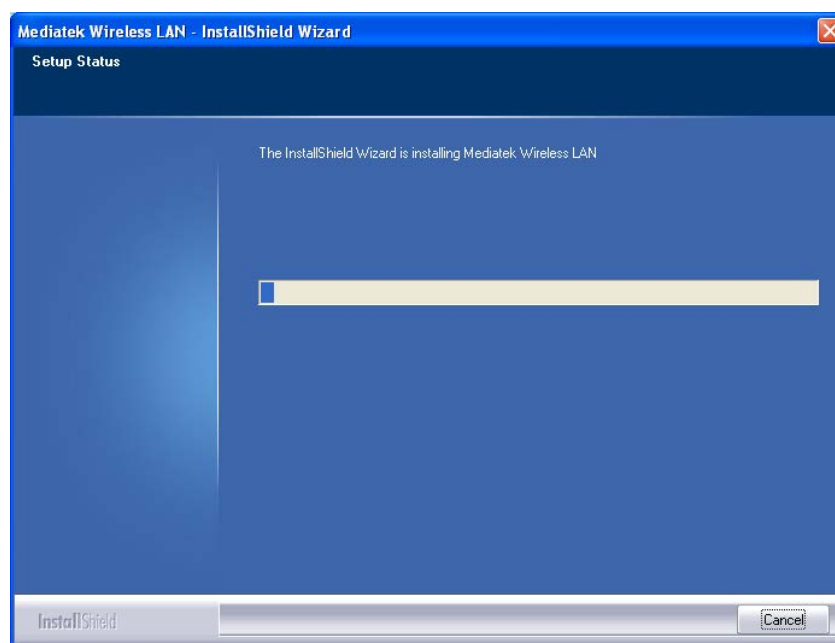 Mediatek Wireless LAN - InstallShield Wizard
Setup Status
The InstallShield Wizard is installing Mediatek Wireless LAN
InstallShield
Cancel